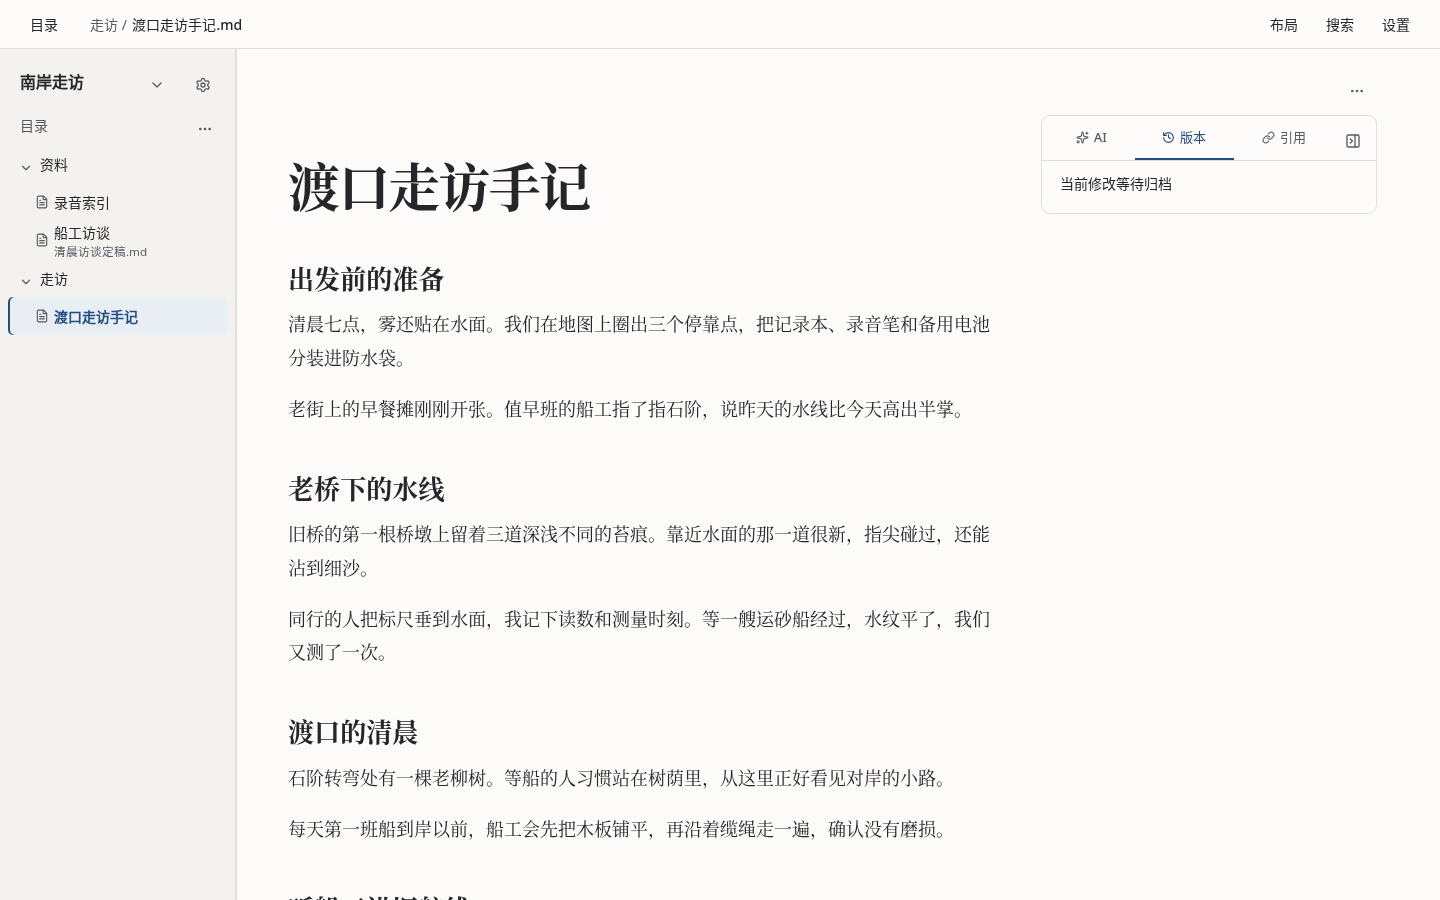 目录
走访 / 渡口走访手记.md
布局
搜索
设置
南岸走访
目录
资料
录音索引
船工访谈
清晨访谈定稿.md
走访
渡口走访手记
渡口走访手记
出发前的准备
清晨七点，雾还贴在水面。我们在地图上圈出三个停靠点，把记录本、录音笔和备用电池
分装进防水袋。
老街上的早餐摊刚刚开张。值早班的船工指了指石阶，说昨天的水线比今天高出半掌。
老桥下的水线
旧桥的第一根桥墩上留着三道深浅不同的苔痕。靠近水面的那一道很新，指尖碰过，还能
沾到细沙。
同行的人把标尺垂到水面，我记下读数和测量时刻。等一艘运砂船经过，水纹平了，我们
又测了一次。
渡口的清晨
石阶转弯处有一棵老柳树。等船的人习惯站在树荫里，从这里正好看见对岸的小路。
每天第一班船到岸以前，船工会先把木板铺平，再沿着缆绳走一遍，确认没有磨损。
AI
版本
引用
当前修改等待归档